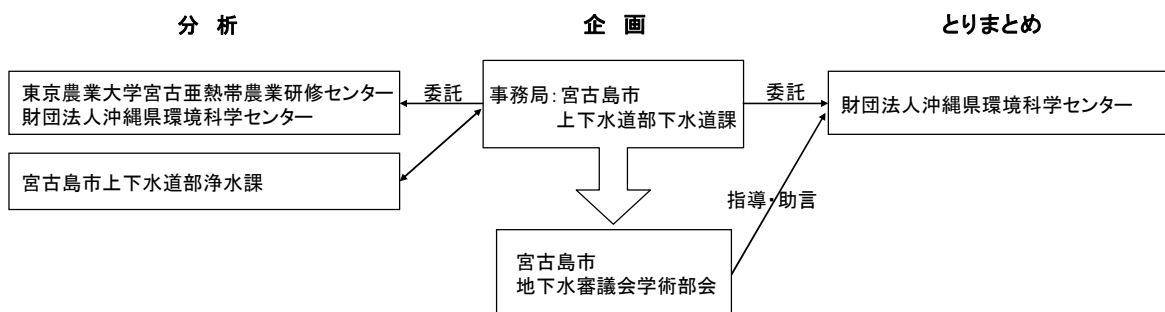 分 析
企 画
とりまとめ
東京農業大学宮古亜熱帯農業研修センター
財団法人沖縄県環境科学センター
委託
事務局：宮古島市
上下水道部下水道課
委託
財団法人沖縄県環境科学センター
宮古島市上下水道部浄水課
指導・助言
宮古島市
地下水審議会学術部会